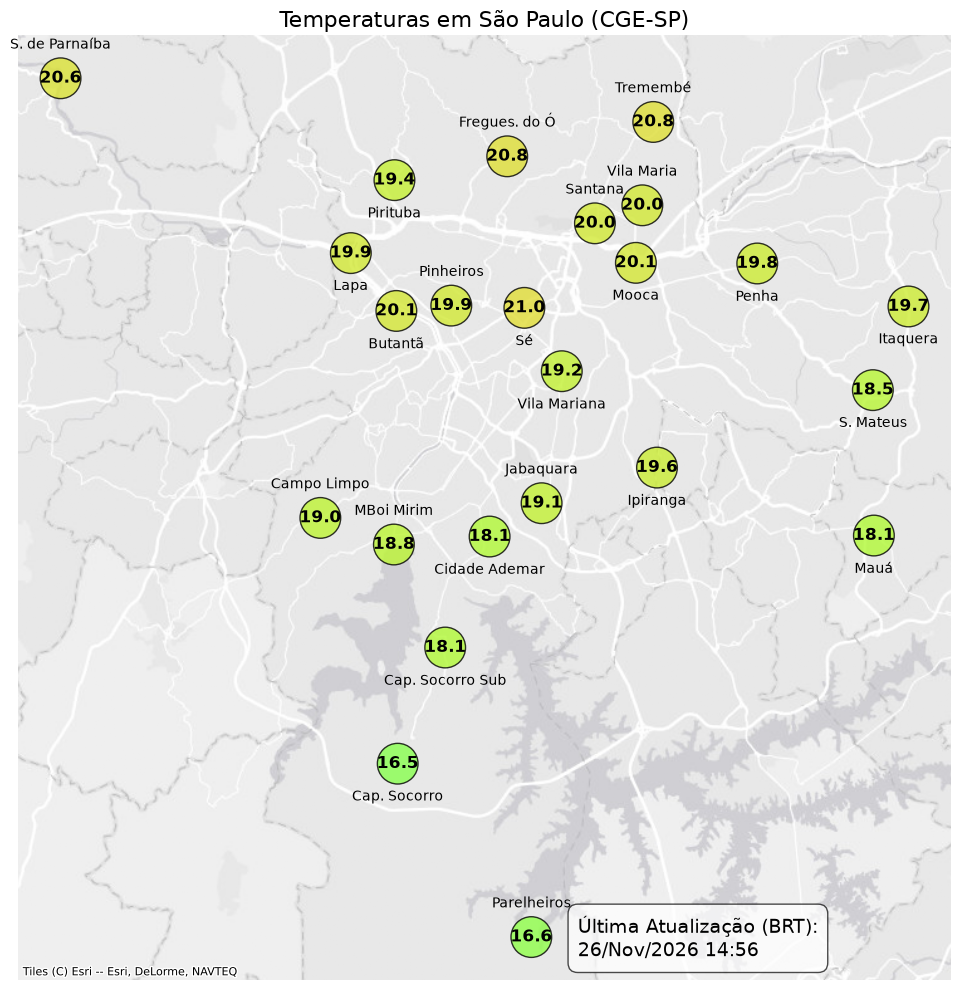 Temperaturas em São Paulo (CGE-SP)
S. de Parnaíba
20.6
Tremembé
20.8
Fregues. do Ó
20.8
19.4
Pirituba
Vila Maria
20.0
Santana
20.0
19.9
Lapa
20.1
Mooca
19.8
Penha
Pinheiros
19.9
20.1
Butantã
21.0
Sé
19.7
Itaquera
19.2
Vila Mariana
18.5
S. Mateus
Jabaquara
19.1
19.6
Ipiranga
Campo Limpo
19.0
MBoi Mirim
18.8
18.1
Cidade Ademar
18.1
Mauá
18.1
Cap. Socorro Sub
16.5
Cap. Socorro
Parelheiros
16.6
Última Atualização (BRT):
26/Nov/2026 14:56
Tiles (C) Esri -- Esri, DeLorme, NAVTEQ